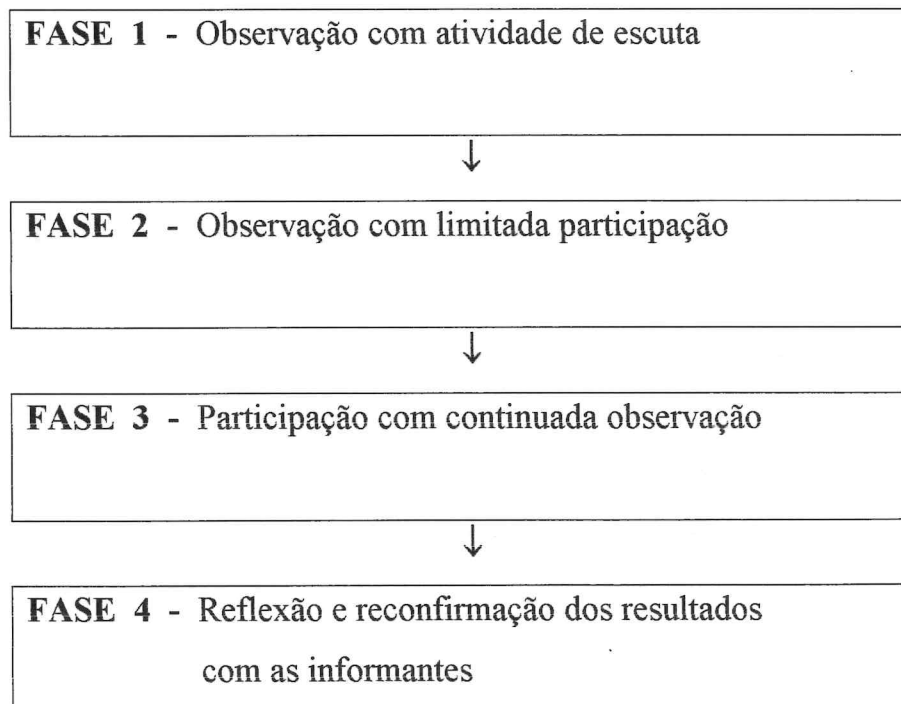 FASE 1 - Observação com atividade de escuta
↓
FASE 2 - Observação com limitada participação
↓
FASE 3 - Participação com continuada observação
↓
FASE 4 - Reflexão e reconfirmação dos resultados
com as informantes